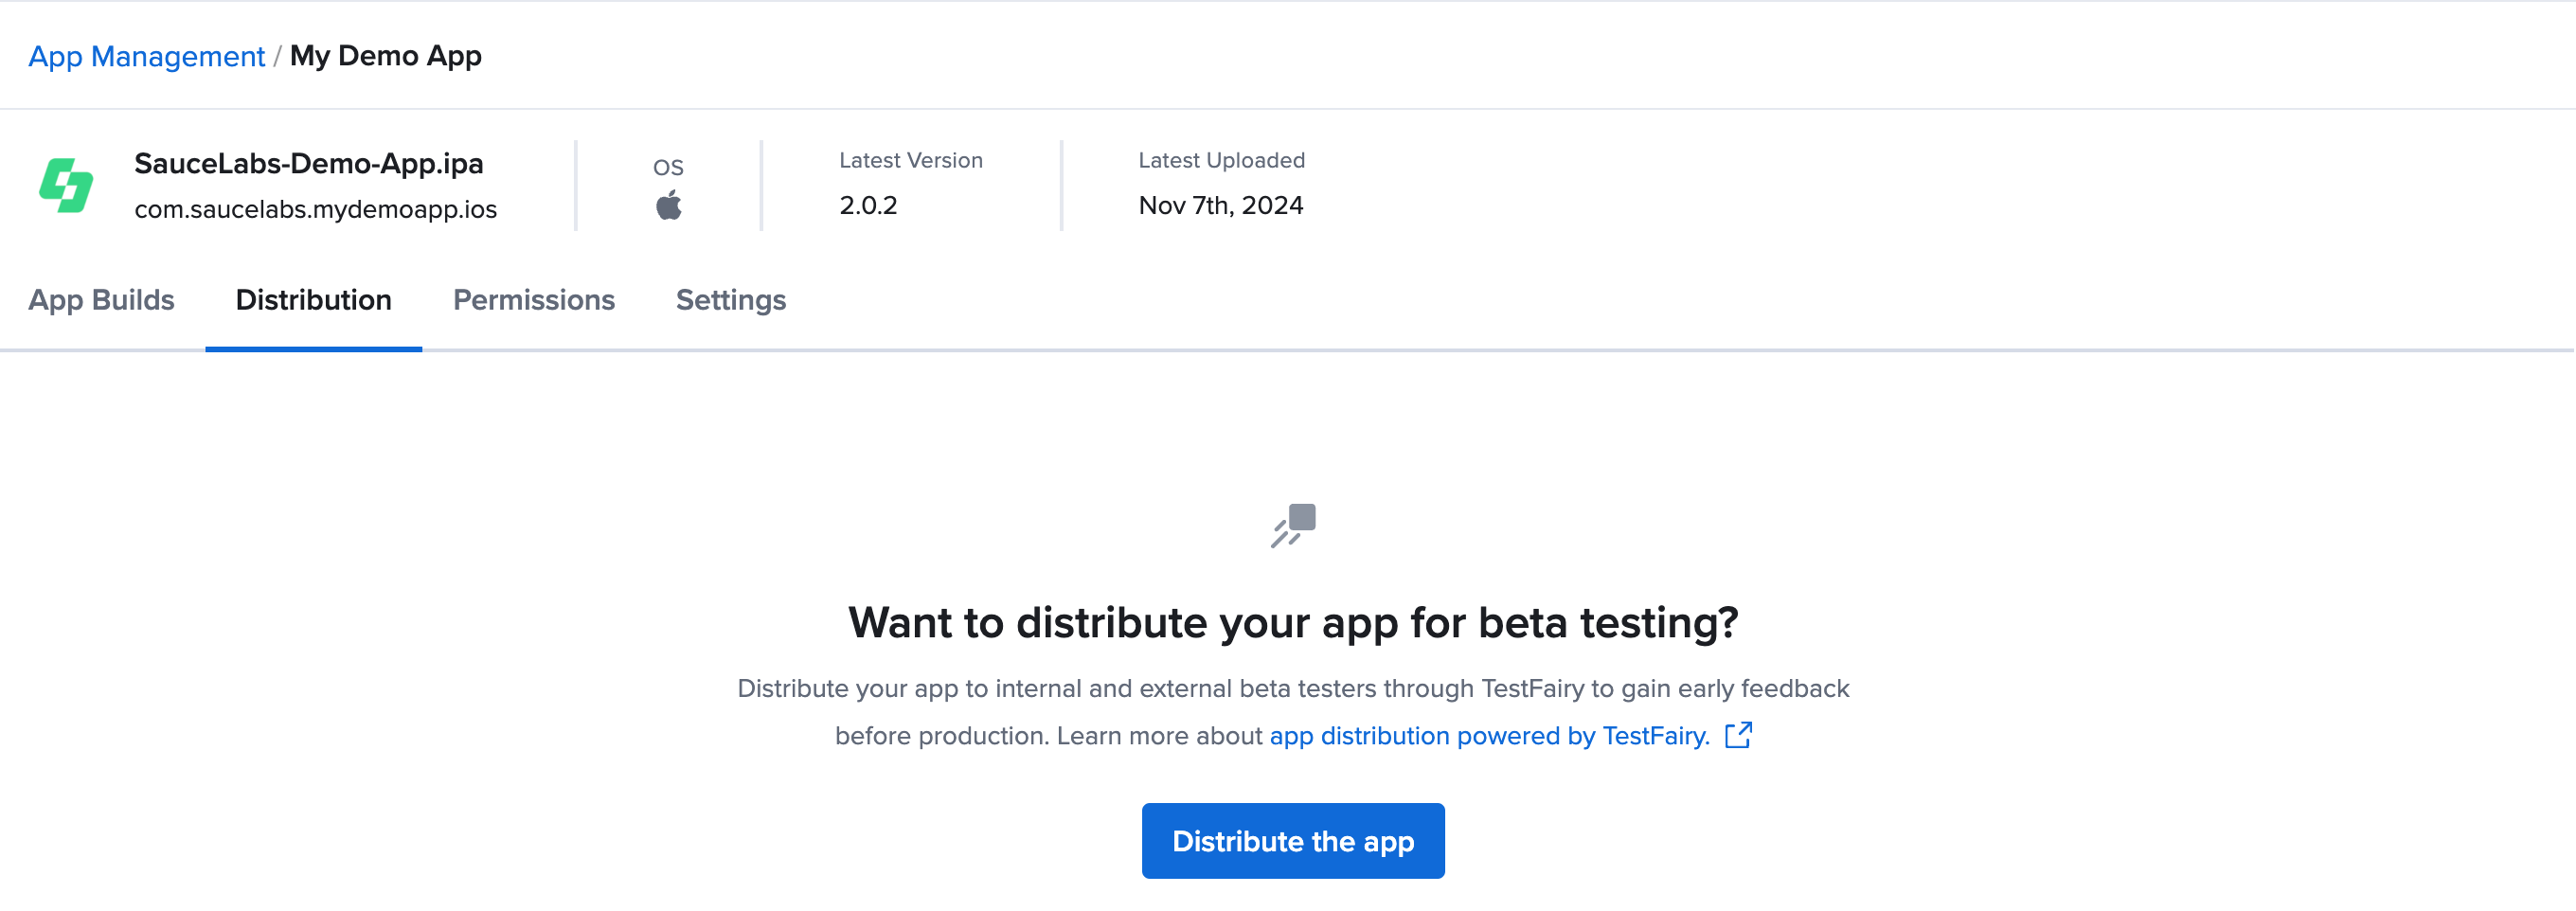 App Management / My Demo App
SauceLabs-Demo-App.ipa
com.saucelabs.mydemoapp.ios
OS
Latest Version
2.0.2
Latest Uploaded
Nov 7th, 2024
App Builds Distribution Permissions Settings
Want to distribute your app for beta testing?
Distribute your app to internal and external beta testers through TestFairy to gain early feedback
before production. Learn more about app distribution powered by TestFairy.
Distribute the app